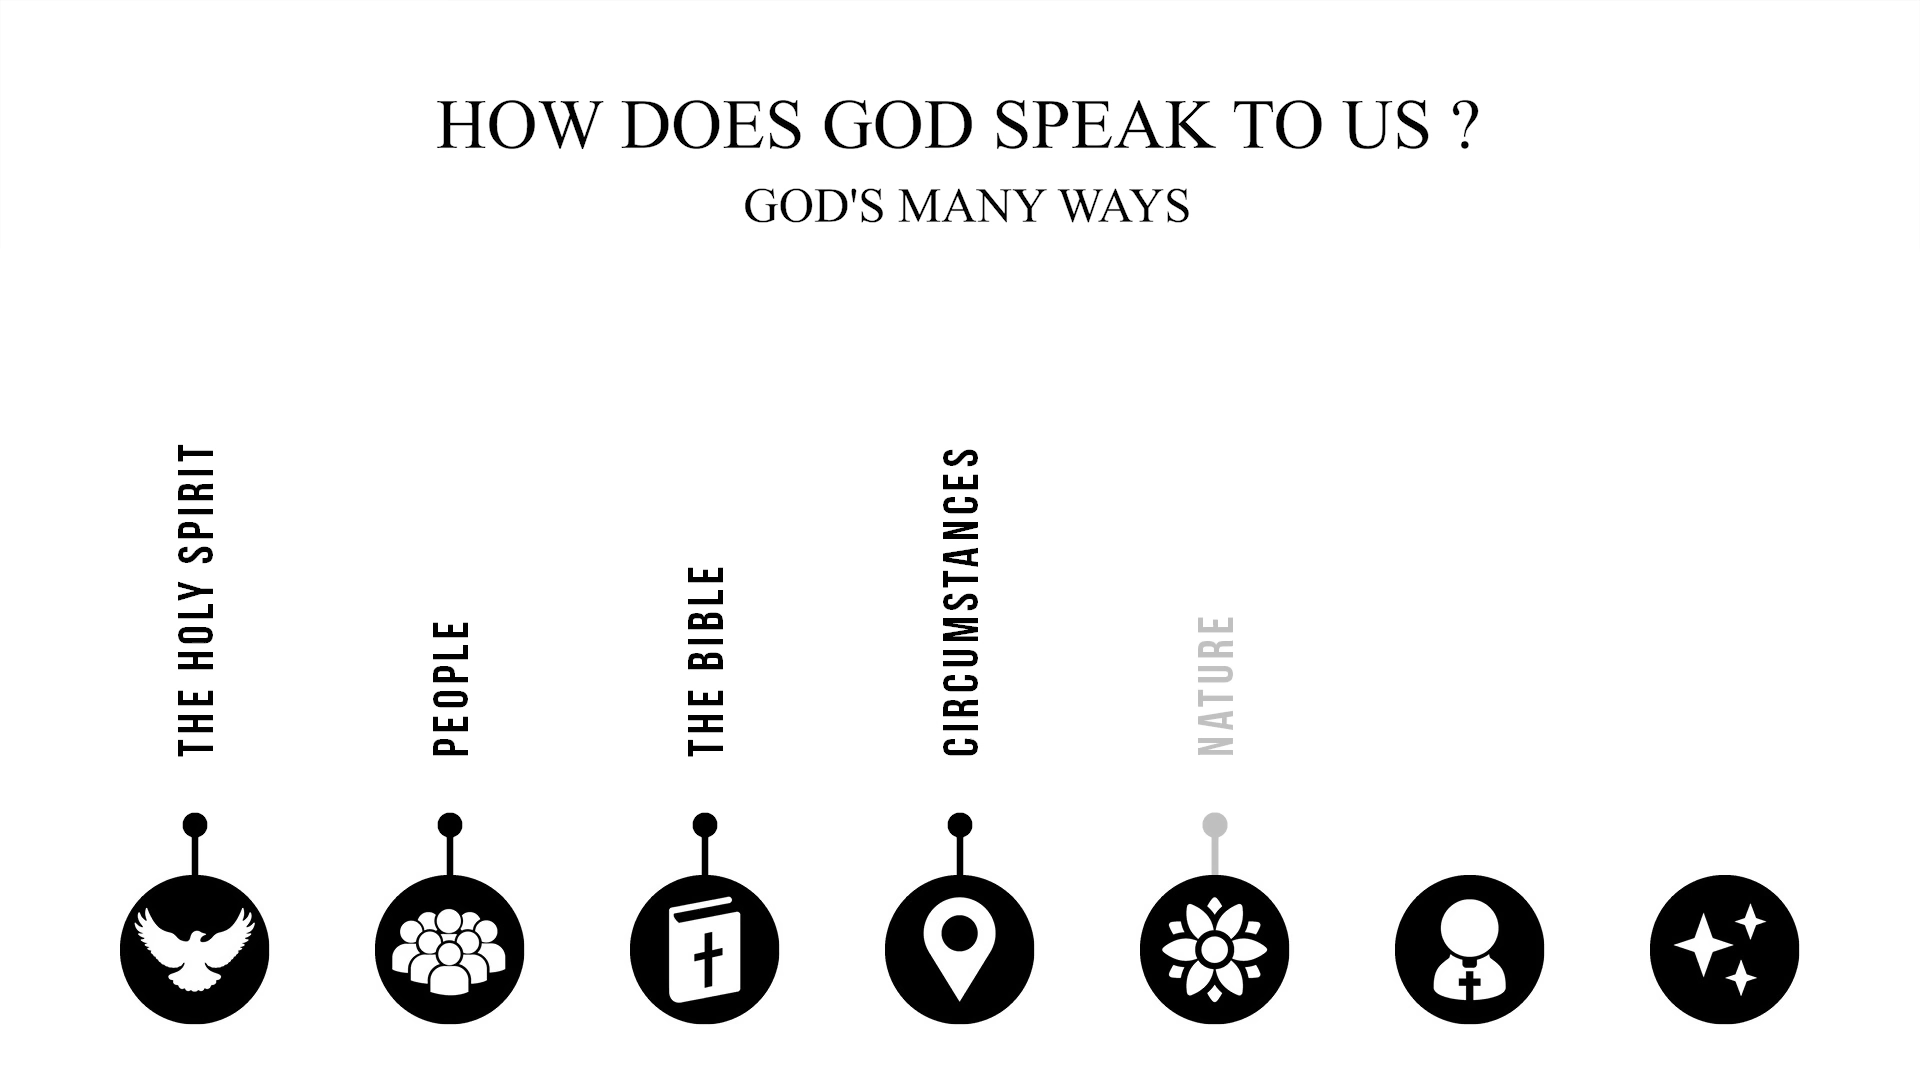 HOW DOES GOD SPEAK TO US ?
GOD'S MANY WAYS
THE HOLY SPIRIT
PEOPLE
THE BIBLE
CIRCUMSTANCES
NATURE